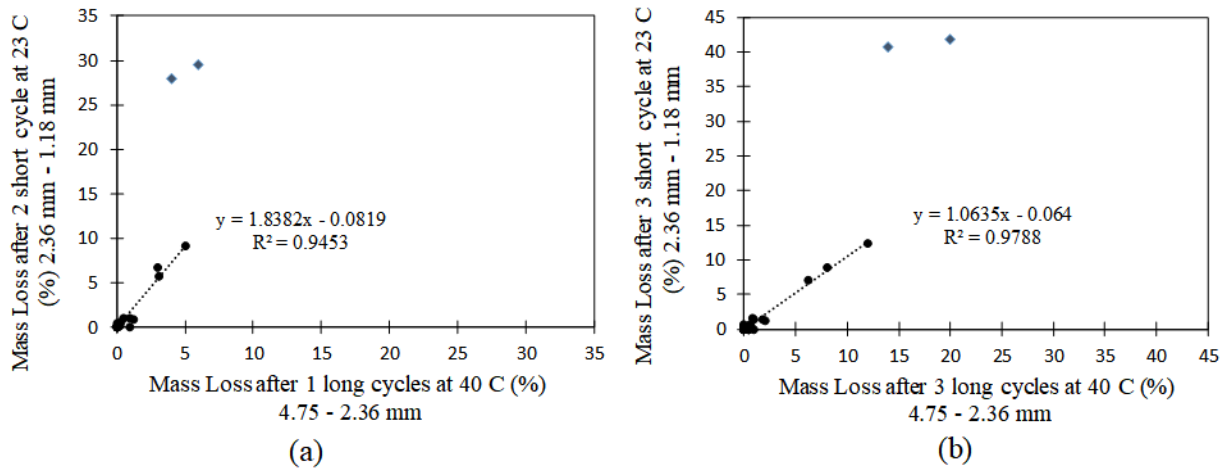 Mass Loss after 2 short cycle at 23 C
(%) 2.36 mm - 1.18 mm
35
30
25
20
15
10
5
0
y = 1.8382x - 0.0819
R² = 0.9453
0 5 10 15 20 25 30 35
Mass Loss after 1 long cycles at 40 C (%)
4.75 - 2.36 mm
(a)
Mass Loss after 3 short cycle at 23 C
(%) 2.36 mm - 1.18 mm
45
40
35
30
25
20
15
10
5
0
y = 1.0635x - 0.064
R² = 0.9788
0 5 10 15 20 25 30 35 40 45
Mass Loss after 3 long cycles at 40 C (%)
4.75 - 2.36 mm
(b)